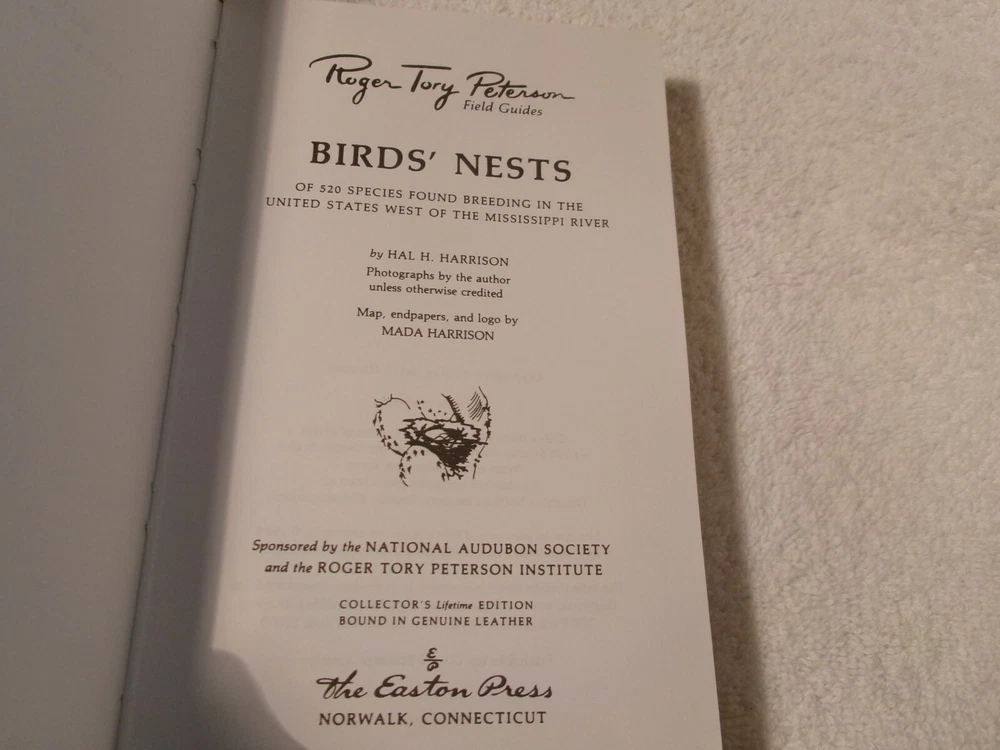 Roger Tory Peterson
Field Guides
BIRDS' NESTS
OF 520 SPECIES FOUND BREEDING IN THE
UNITED STATES WEST OF THE MISSISSIPPI RIVER
by HAL H. HARRISON
Photographs by the author
unless otherwise credited
Map, endpapers, and logo by
MADA HARRISON
Sponsored by the NATIONAL AUDUBON SOCIETY
and the ROGER TORY PETERSON INSTITUTE
COLLECTOR'S Lifetime EDITION
BOUND IN GENUINE LEATHER
E
P
The Easton Press
NORWALK, CONNECTICUT